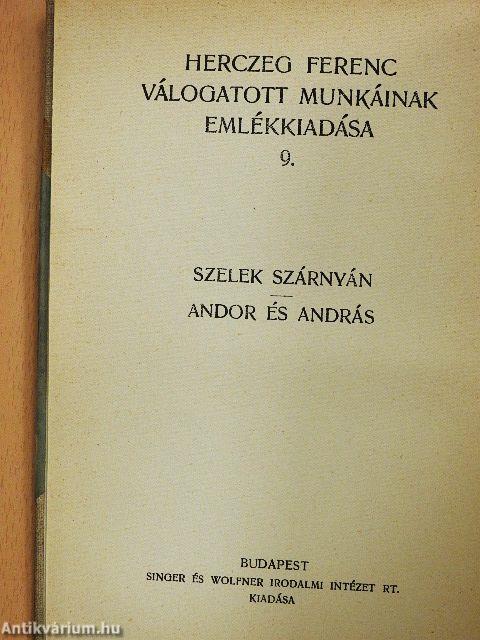 HERCZEG FERENC
VÁLOGATOTT MUNKÁINAK
EMLÉKKIADÁSA
9.
SZELEK SZÁRNYÁN
ANDOR ÉS ANDRÁS
BUDAPEST
SINGER ÉS WOLFNER IRODALMI INTÉZET RT.
KIADÁSA
Antikvárium.hu